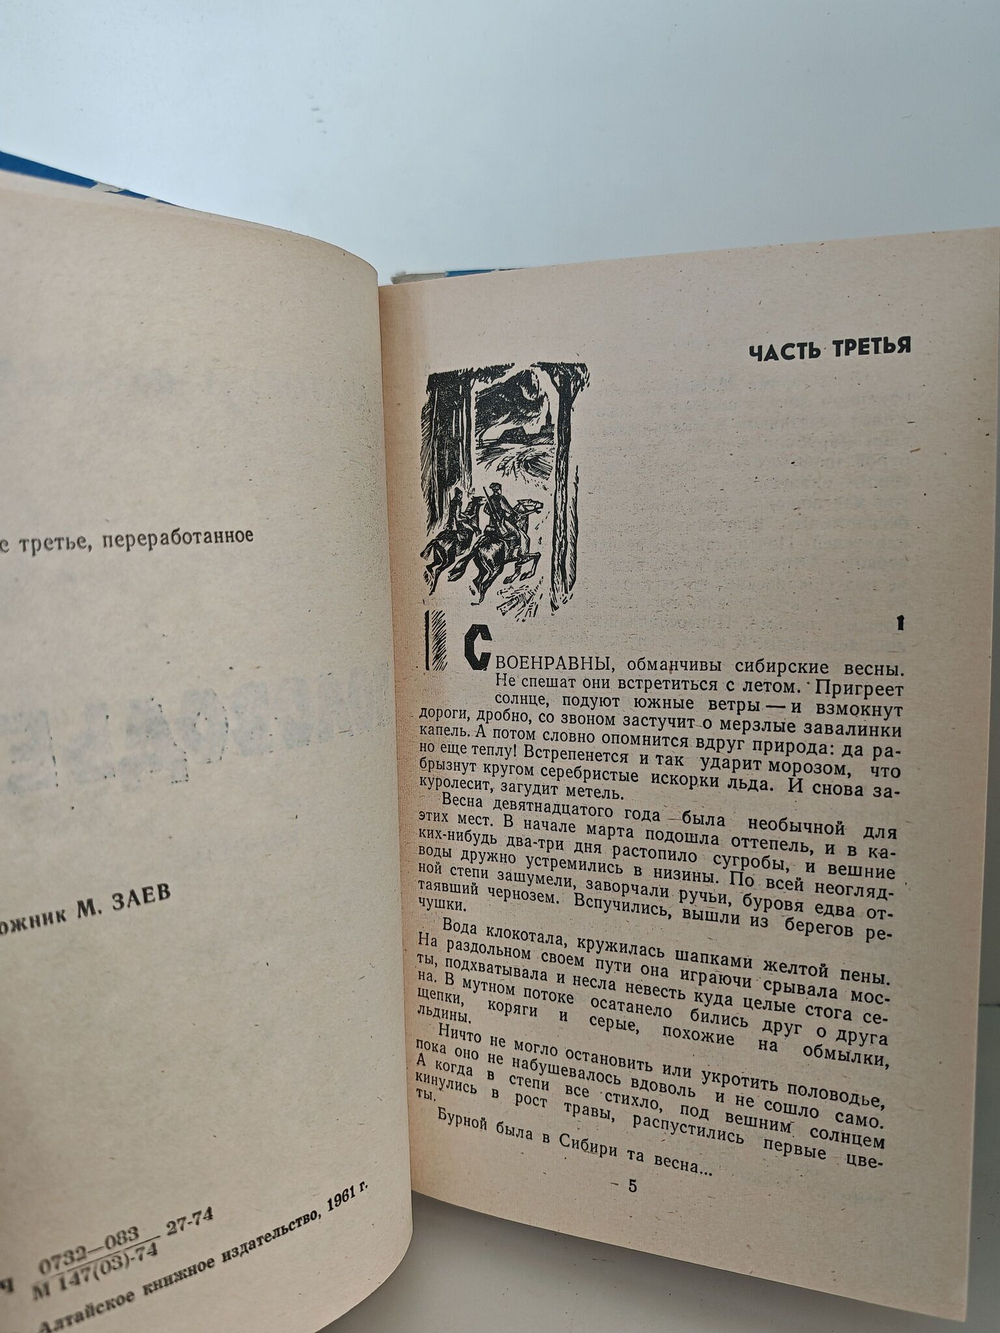 третье, переработанное
М. ЗАЕВ
Ч 0732—083 27-74
М 147(03)-74
Алтайское книжное издательство, 1961 г.
ЧАСТЬ ТРЕТЬЯ
1
СВОЕНРАВНЫ, обманчивы сибирские весны.
Не спешат они встретиться с летом. Пригреет
солнце, подуют южные ветры — и взмокнут
дороги, дробно, со звоном застучит о мерзлые завалинки
капель. А потом словно опомнится вдруг природа: да ра-
но еще теплу! Встрепенется и так ударит морозом, что
брызнут кругом серебристые искорки льда. И снова за-
куролесит, загудит метель.
Весна девятнадцатого года была необычной для
этих мест. В начале марта подошла оттепель, и в ка-
ких-нибудь два-три дня растопило сугробы, и вешние
воды дружно устремились в низины. По всей неогляд-
ной степи зашумели, заворчали ручьи, буровя едва от-
таявший чернозем. Вспучились, вышли из берегов ре-
чушки.
Вода клокотала, кружилась шапками желтой пены.
На раздольном своем пути она играючи срывала мос-
ты, подхватывала и несла невесть куда целые стога се-
на. В мутном потоке осатанело бились друг о друга
щепки, коряги и серые, похожие на обмылки,
льдины.
Ничто не могло остановить или укротить половодье,
пока оно не набушевалось вдоволь и не сошло само.
А когда в степи все стихло, под вешним солнцем
кинулись в рост травы, распустились первые цве-
ты.
Бурной была в Сибири та весна...
5